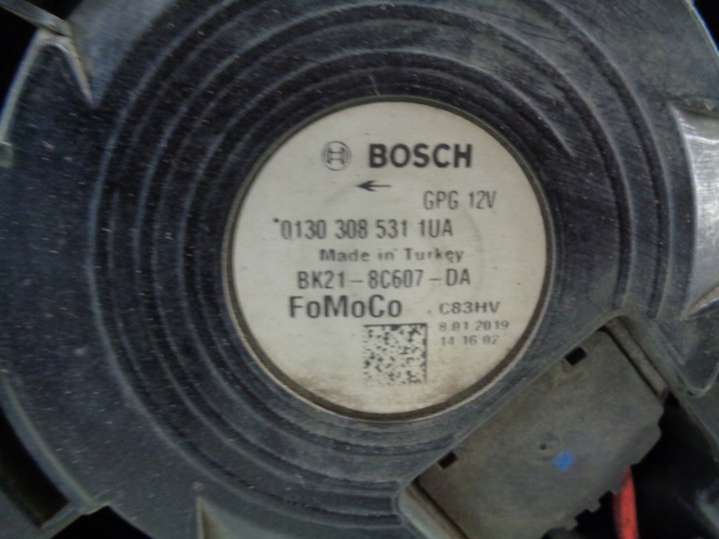 BOSCH
GPG 12V
*0130 308 531 1UA
Made in Turkey
BK21-8C607-DA
FoMoCo
C83HV
8.01.2019
14 16 02